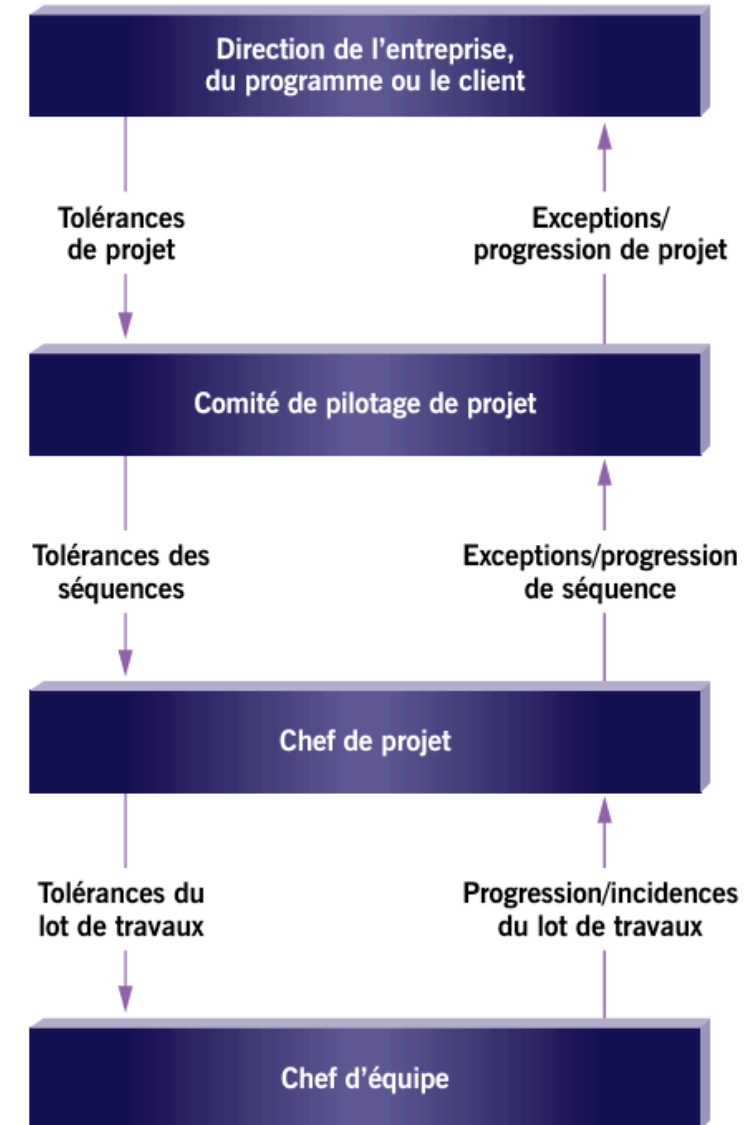 Direction de l’entreprise,
du programme ou le client
Tolérances
de projet
Exceptions/
progression de projet
Comité de pilotage de projet
Tolérances des
séquences
Exceptions/progression
de séquence
Chef de projet
Tolérances du
lot de travaux
Progression/incidences
du lot de travaux
Chef d’équipe